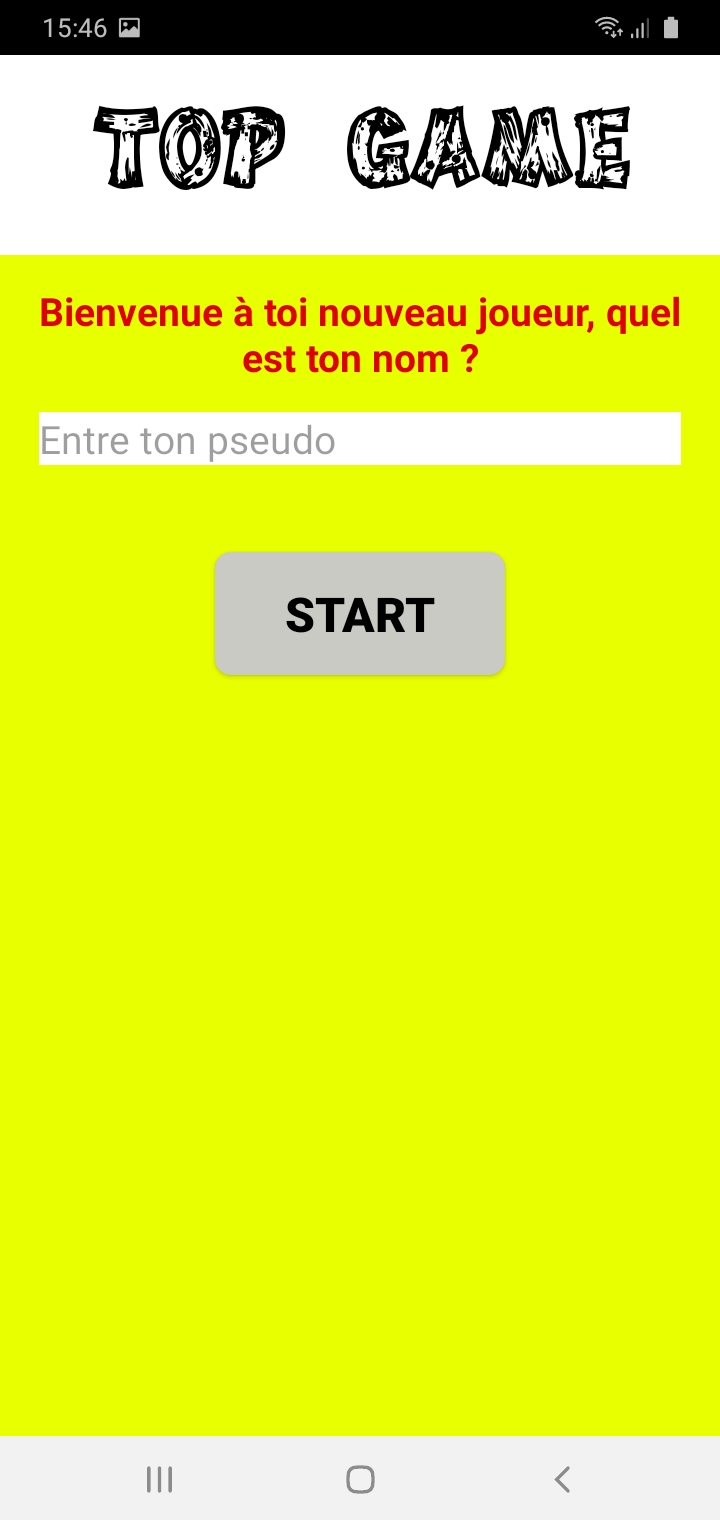 15:46
TOP GAME
Bienvenue à toi nouveau joueur, quel
est ton nom ?
Entre ton pseudo
START